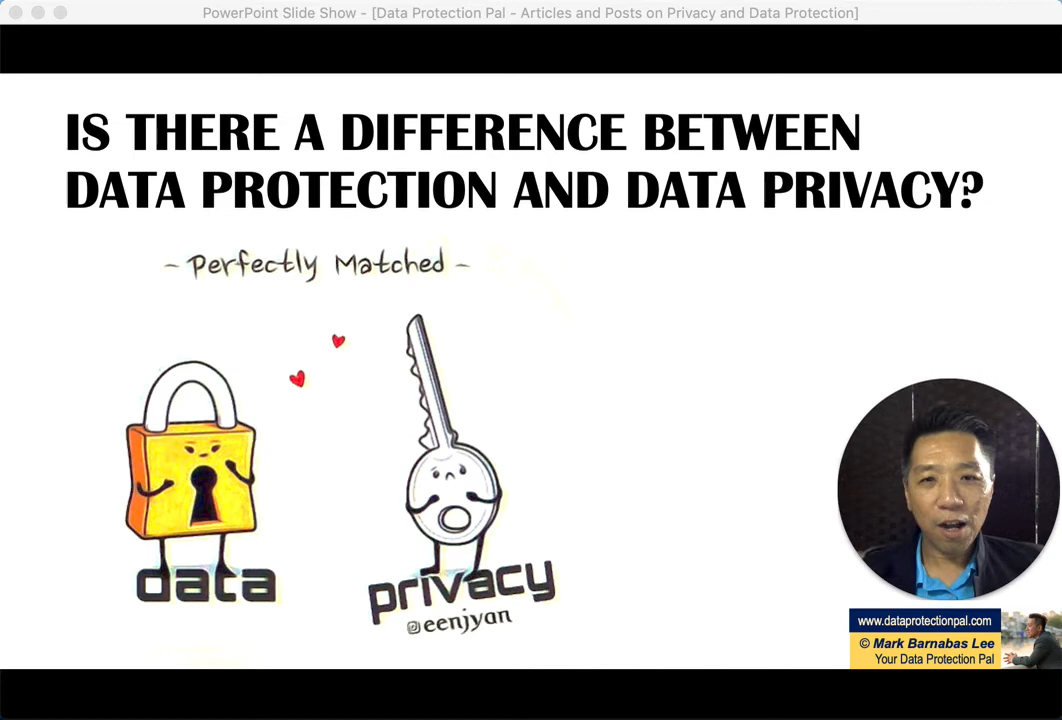 PowerPoint Slide Show - [Data Protection Pal - Articles and Posts on Privacy and Data Protection]
IS THERE A DIFFERENCE BETWEEN
DATA PROTECTION AND DATA PRIVACY?
- Perfectly Matched -
data
privacy
@eenjyan
www.dataprotectionpal.com
© Mark Barnabas Lee
Your Data Protection Pal